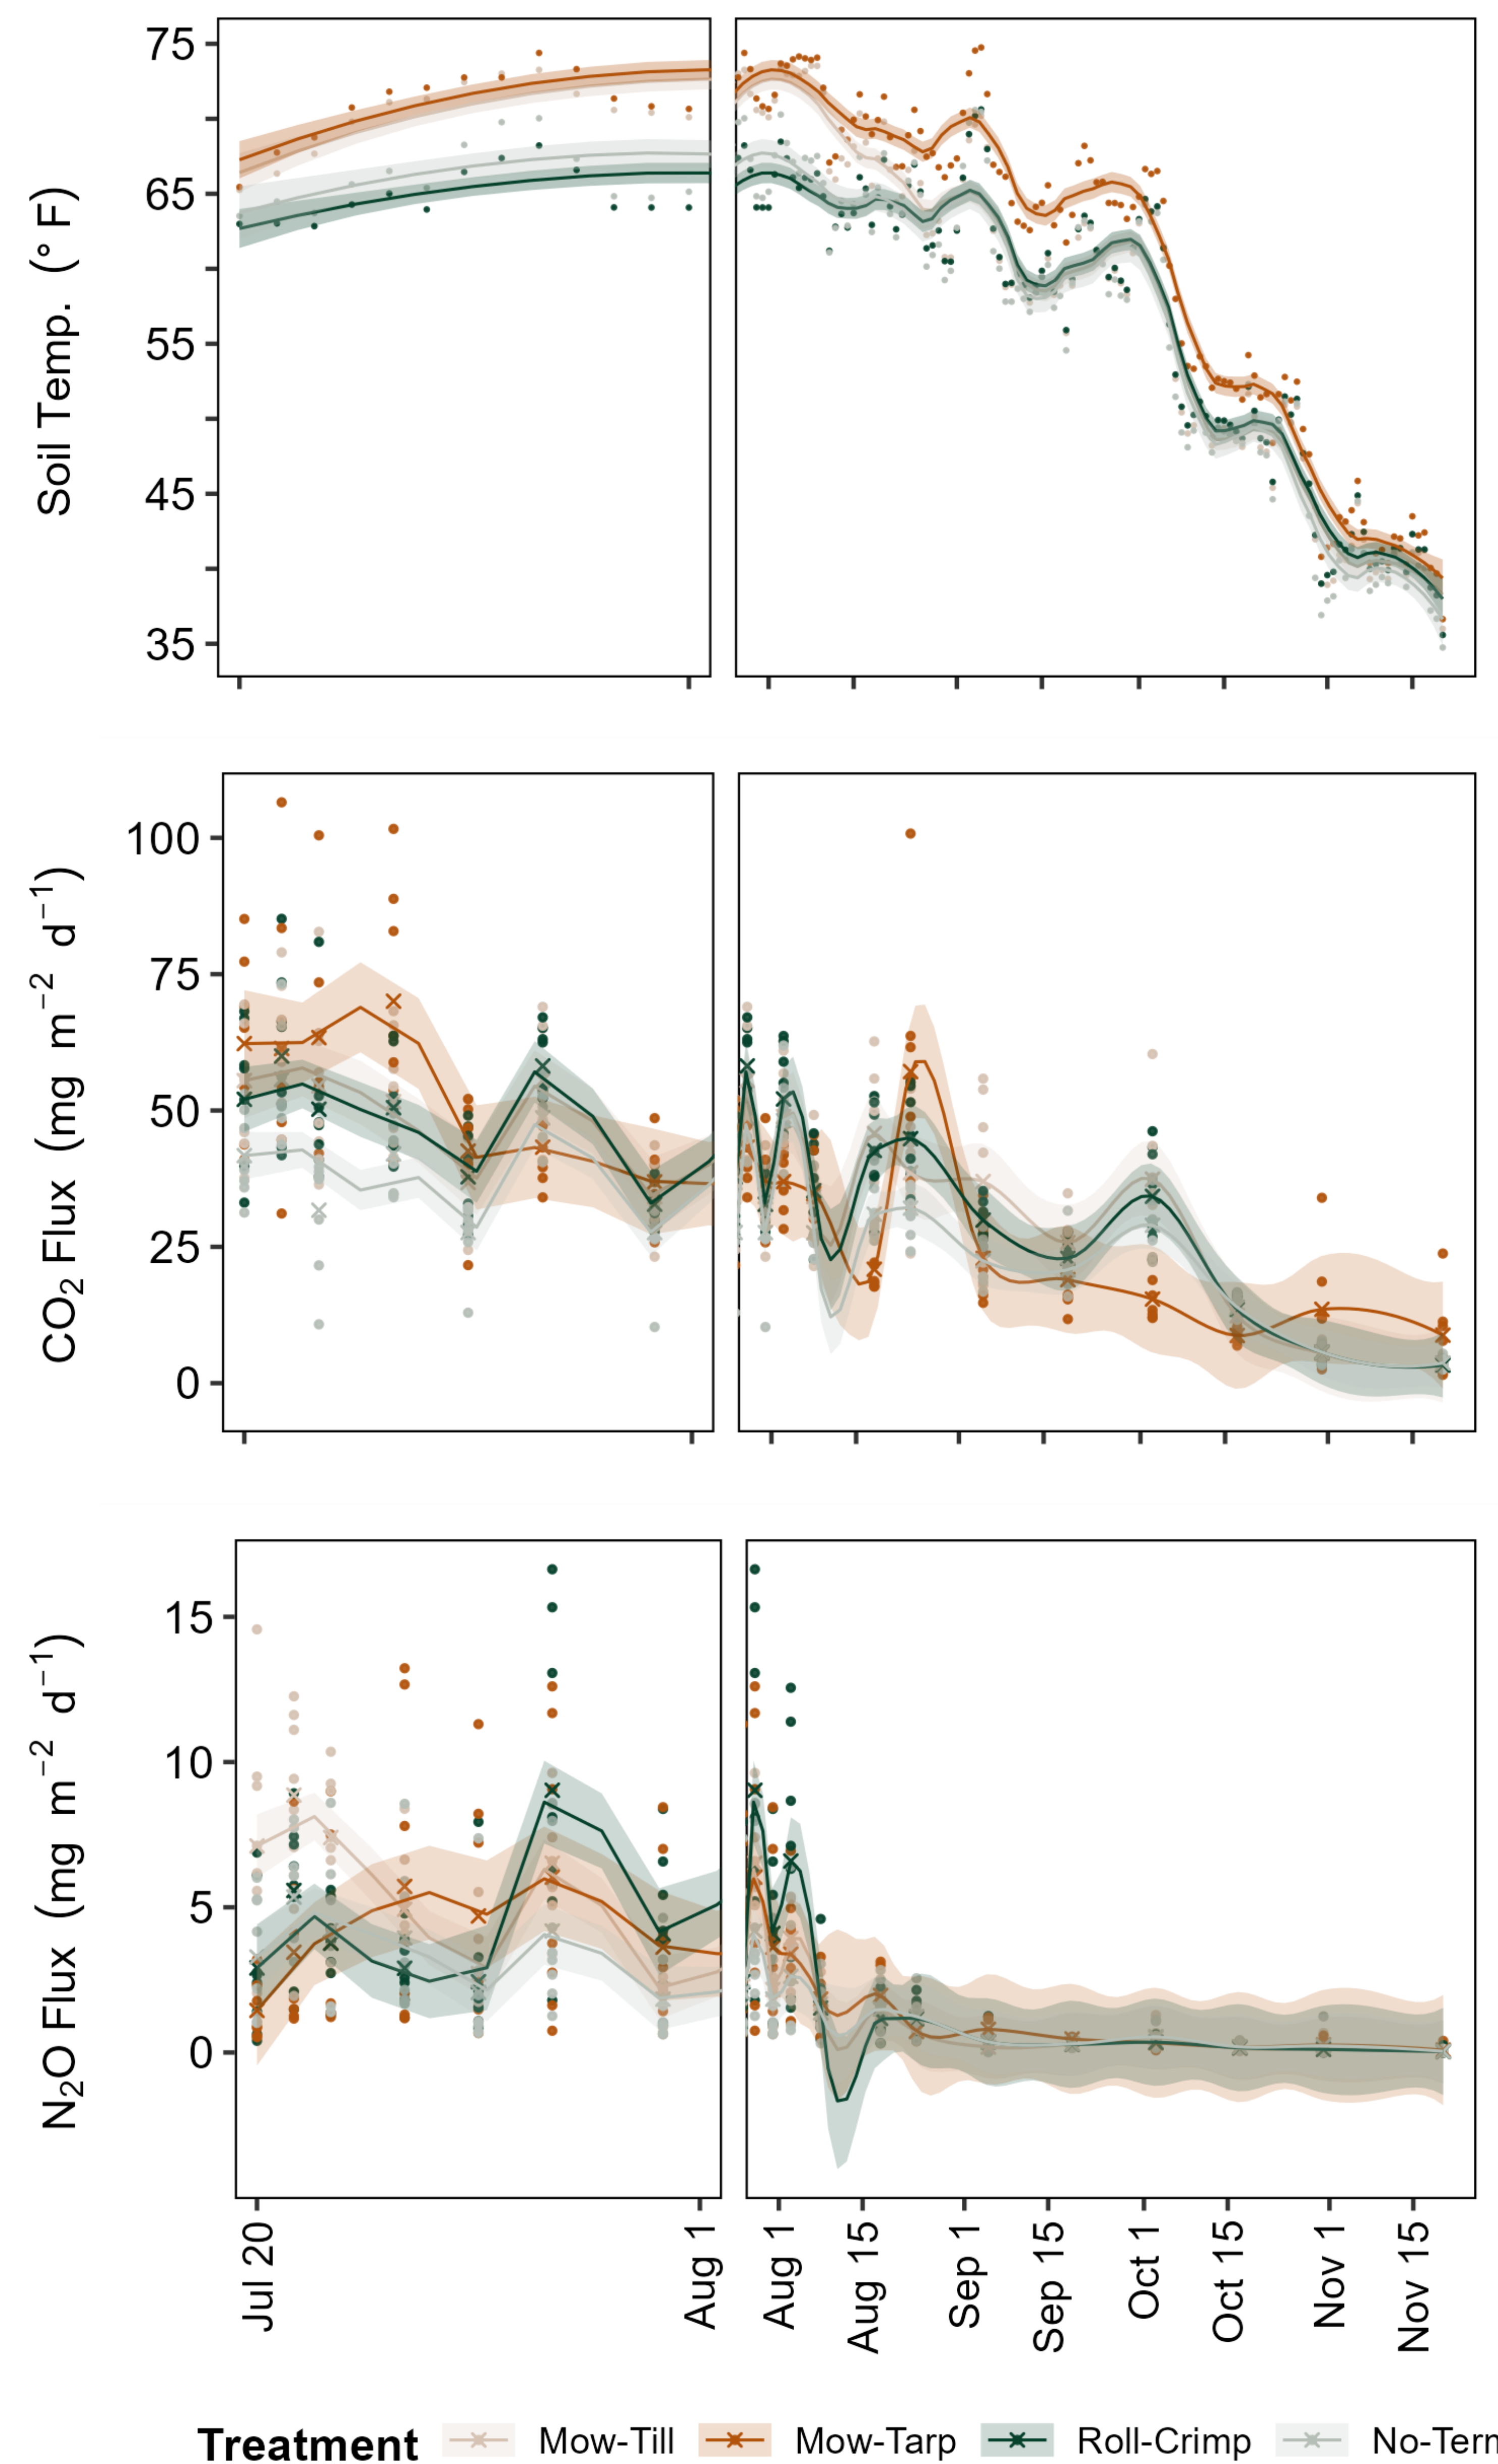 Soil Temp. (° F)
75
65
55
45
35
CO₂ Flux (mg m⁻² d⁻¹)
100
75
50
25
0
N₂O Flux (mg m⁻² d⁻¹)
15
10
5
0
Jul 20
Aug 1
Aug 1
Aug 15
Sep 1
Sep 15
Oct 1
Oct 15
Nov 1
Nov 15
Treatment Mow-Till Mow-Tarp Roll-Crimp No-Tern